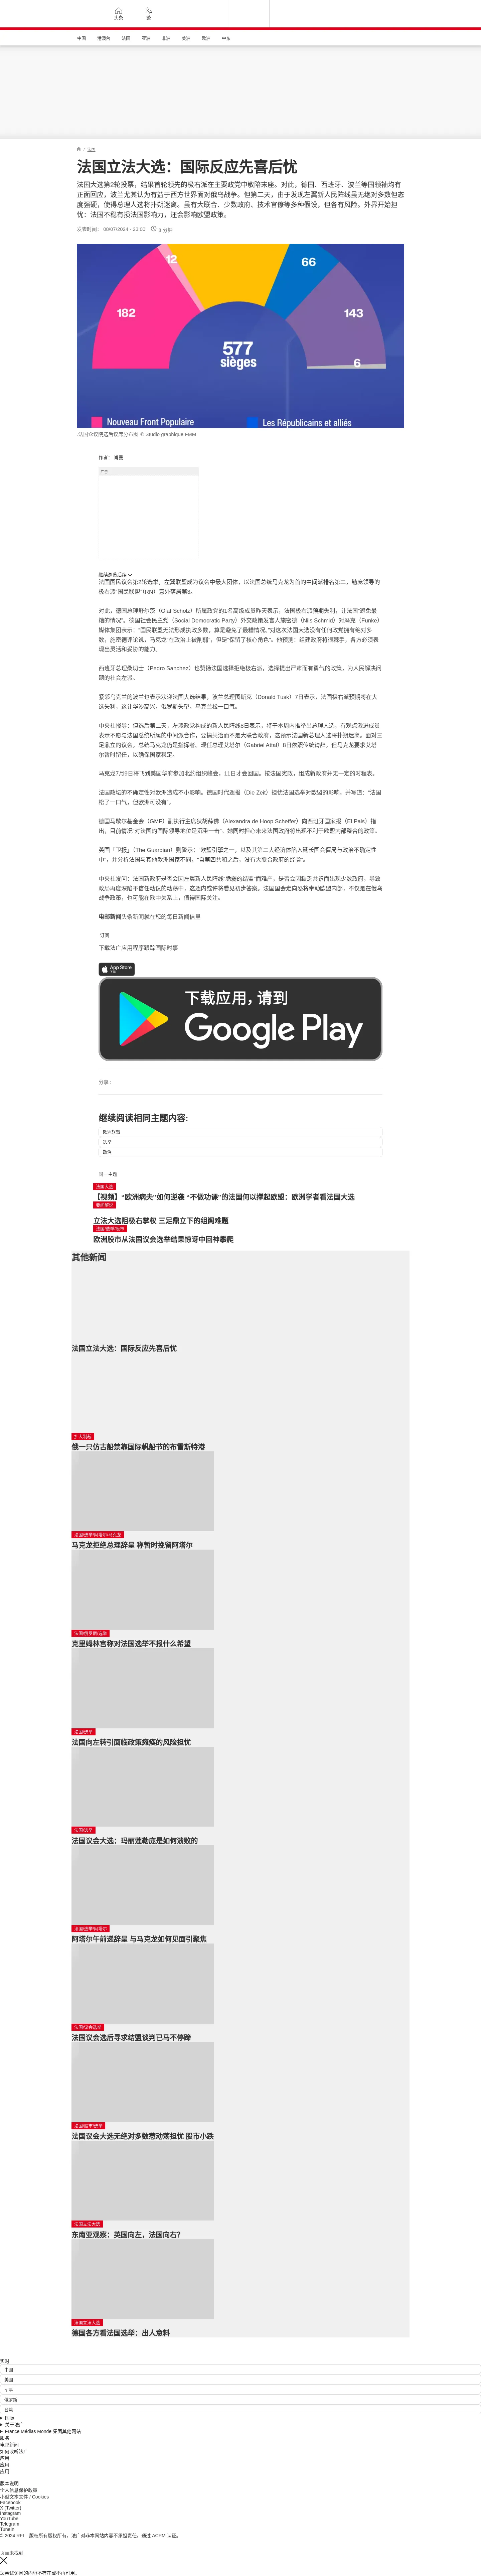 头条
繁
中国
港澳台
法国
亚洲
非洲
美洲
欧洲
中东
/ 法国
法国立法大选：国际反应先喜后忧
法国大选第2轮投票，结果首轮领先的极右派在主要政党中敬陪末座。对此，德国、西班牙、波兰等国领袖均有
正面回应，波兰尤其认为有益于西方世界面对俄乌战争。但第二天，由于发现左翼新人民阵线虽无绝对多数但态
度强硬，使得总理人选将扑朔迷离。虽有大联合、少数政府、技术官僚等多种假设，但各有风险。外界开始担
忧：法国不稳有损法国影响力，还会影响欧盟政策。
发表时间： 08/07/2024 - 23:00
4 分钟
12
66
182
143
577
sièges
6
Nouveau Front Populaire
Les Républicains et alliés
法国众议院选后议席分布图 © Studio graphique FMM
作者： 肖曼
广告
继续浏览后续
法国国民议会第2轮选举，左翼联盟成为议会中最大团体，以法国总统马克龙为首的中间派排名第二，勒庞领导的
极右派“国民联盟”（RN）意外落居第3。
对此，德国总理舒尔茨（Olaf Scholz）所属政党的1名高级成员昨天表示，法国极右派预期失利，让法国“避免最
糟的情况”。德国社会民主党（Social Democratic Party）外交政策发言人施密德（Nils Schmid）对冯克（Funke）
媒体集团表示：“国民联盟无法形成执政多数，算是避免了最糟情况。”对这次法国大选没有任何政党拥有绝对多
数，施密德评论说，马克龙“在政治上被削弱”，但是“保留了核心角色”。他预测：组建政府将很棘手，各方必须表
现出灵活和妥协的能力。
西班牙总理桑切士（Pedro Sanchez）也赞扬法国选择拒绝极右派，选择提出严肃而有勇气的政策，为人民解决问
题的社会左派。
紧邻乌克兰的波兰也表示欢迎法国大选结果，波兰总理图斯克（Donald Tusk）7日表示，法国极右派预期将在大
选失利，这让华沙高兴，俄罗斯失望，乌克兰松一口气。
中央社报导：但选后第二天，左派政党构成的新人民阵线8日表示，将于本周内推举出总理人选。有观点激进成员
表示不愿与法国总统所属的中间派合作，要搞共治而不是大联合政府，这预示法国新总理人选将扑朔迷离。面对三
足鼎立的议会，总统马克龙仍是指挥者。现任总理艾塔尔（Gabriel Attal）8日依照传统请辞，但马克龙要求艾塔
尔暂时留任，以确保国家稳定。
马克龙7月9日将飞到美国华府参加北约组织峰会，11日才会回国。按法国宪政，组成新政府并无一定的时程表。
法国政坛的不确定性对欧洲造成不小影响。德国时代週报（Die Zeit）担忧法国选举对欧盟的影响，并写道：“法国
松了一口气，但欧洲可没有”。
德国马歇尔基金会（GMF）副执行主席狄胡薛佛（Alexandra de Hoop Scheffer）向西班牙国家报（El País）指
出，目前情况“对法国的国际领导地位是沉重一击”。她同时担心未来法国政府将出现不利于欧盟内部整合的政策。
英国「卫报」（The Guardian）则警示：“欧盟引擎之一，以及其第二大经济体陷入延长国会僵局与政治不确定性
中”，并分析法国与其他欧洲国家不同，“自第四共和之后，没有大联合政府的经验”。
中央社发问：法国新政府是否会因左翼新人民阵线“脆弱的结盟”而难产，是否会因缺乏共识而出现少数政府，导致
政局再度深陷不信任动议的动荡中，这週内或许将看见初步答案。法国国会走向恐将牵动欧盟内部，不仅是在俄乌
战争政策，也可能在欧中关系上，值得国际关注。
电邮新闻头条新闻就在您的每日新闻信里
订阅
下载法广应用程序跟踪国际时事
App Store
下载
下载应用，请到
Google Play
分享 :
继续阅读相同主题内容:
欧洲联盟
选举
政治
同一主题
法国大选
【视频】“欧洲病夫”如何逆袭 “不做功课”的法国何以撑起欧盟：欧洲学者看法国大选
要闻解说
立法大选阻极右掌权 三足鼎立下的组阁难题
法国/选举/股市
欧洲股市从法国议会选举结果惊讶中回神攀爬
其他新闻
法国立法大选：国际反应先喜后忧
扩大制裁
俄一只仿古船禁靠国际帆船节的布雷斯特港
法国/选举/阿塔尔/马克龙
马克龙拒绝总理辞呈 称暂时挽留阿塔尔
法国/俄罗斯/选举
克里姆林宫称对法国选举不报什么希望
法国/选举
法国向左转引面临政策瘫痪的风险担忧
法国/选举
法国议会大选：玛丽莲勒庞是如何溃败的
法国/选举/阿塔尔
阿塔尔午前递辞呈 与马克龙如何见面引聚焦
法国/议会选举
法国议会选后寻求结盟谈判已马不停蹄
法国/股市/选举
法国议会大选无绝对多数惹动荡担忧 股市小跌
法国立法大选
东南亚观察：英国向左，法国向右?
法国立法大选
德国各方看法国选举：出人意料
实时
中国
美国
军事
俄罗斯
台湾
国际
关于法广
France Médias Monde 集团其他网站
服务
电邮新闻
如何收听法广
应用
应用
应用
版本说明
个人信息保护政策
小型文本文件 / Cookies
Facebook
X (Twitter)
Instagram
YouTube
Telegram
TuneIn
© 2024 RFI – 版权所有版权所有。法广对非本网站内容不承担责任。通过 ACPM 认证。
页面未找到
您尝试访问的内容不存在或不再可用。